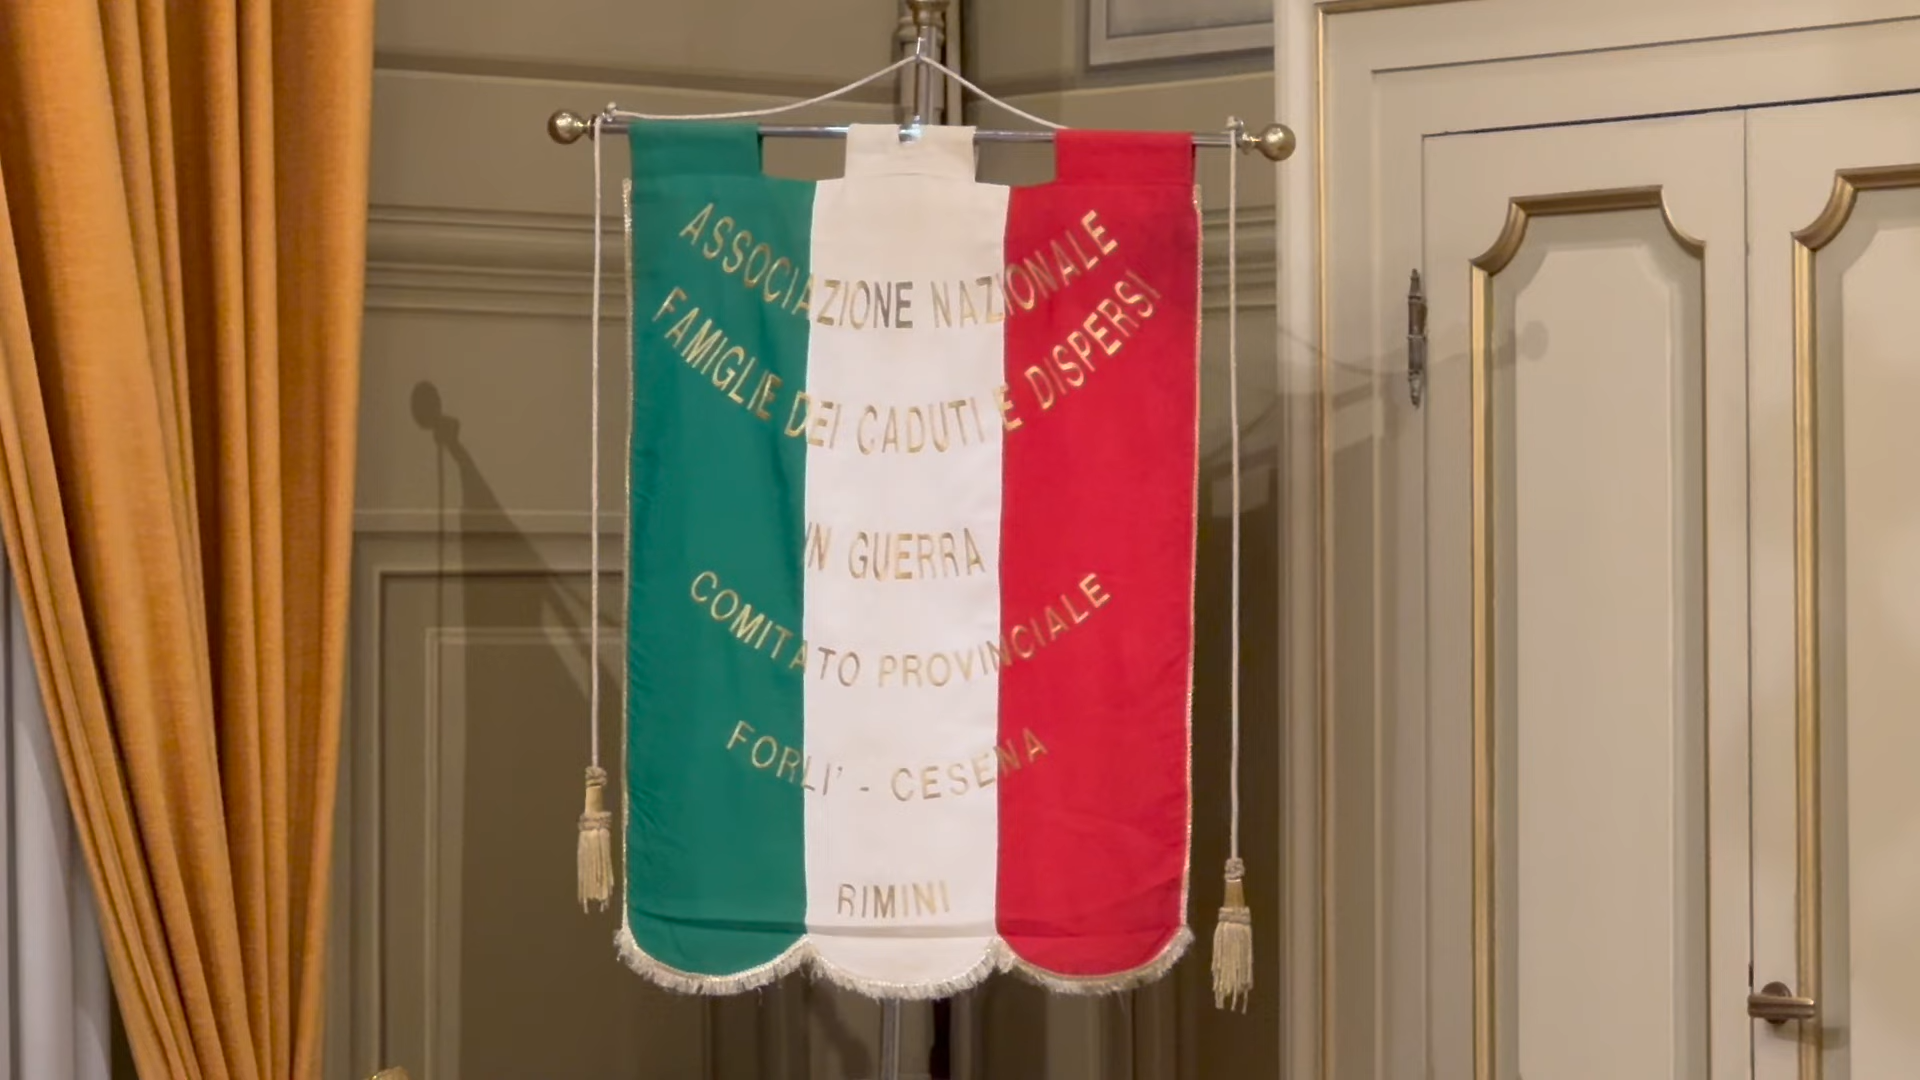 ASSOCIAZIONE NAZIONALE
FAMIGLIE DEI CADUTI E DISPERSI
IN GUERRA
COMITATO PROVINCIALE
FORLI' - CESENA
RIMINI